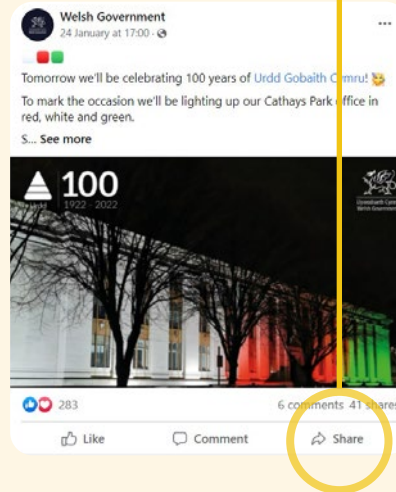 Welsh Government
24 January at 17:00
Tomorrow we'll be celebrating 100 years of Urdd Gobaith Cymru!
To mark the occasion we'll be lighting up our Cathays Park office in
red, white and green.
S... See more
100
Urdd
1922 - 2022
Llywodraeth Cymru
Welsh Government
283
6 comments 41 shares
Like
Comment
Share